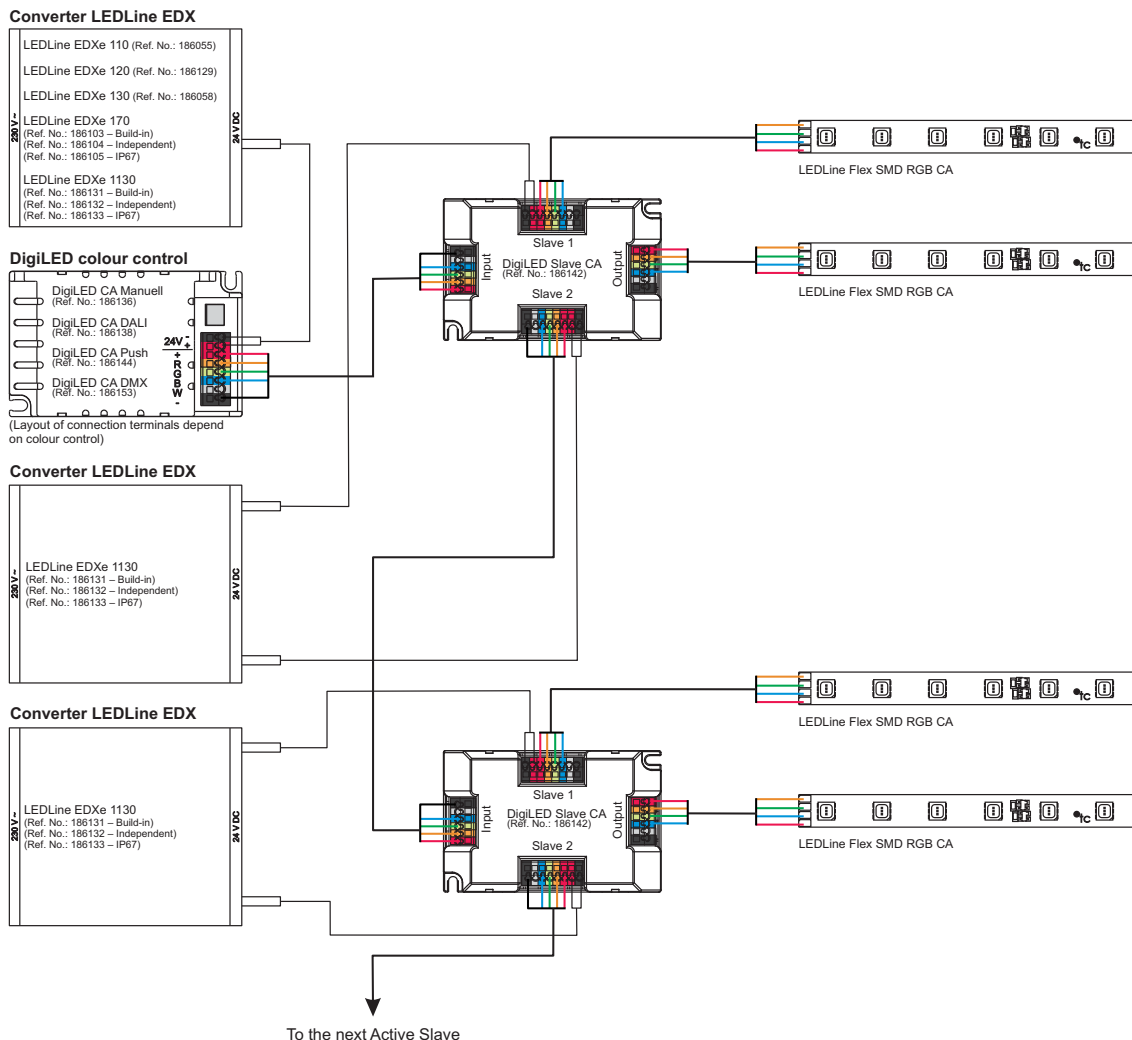 Converter LEDLine EDX
LEDLine EDXe 110 (Ref. No.: 186055)
LEDLine EDXe 120 (Ref. No.: 186129)
LEDLine EDXe 130 (Ref. No.: 186058)
LEDLine EDXe 170
(Ref. No.: 186103 – Build-in)
(Ref. No.: 186104 – Independent)
(Ref. No.: 186105 – IP67)
LEDLine EDXe 1130
(Ref. No.: 186131 – Build-in)
(Ref. No.: 186132 – Independent)
(Ref. No.: 186133 – IP67)
230 V ~
24 V DC
DigiLED colour control
DigiLED CA Manuell
(Ref. No.: 186136)
DigiLED CA DALI
(Ref. No.: 186138)
DigiLED CA Push
(Ref. No.: 186144)
DigiLED CA DMX
(Ref. No.: 186153)
24V -
+
+
R
G
B
W
-
(Layout of connection terminals depend
on colour control)
Converter LEDLine EDX
230 V ~
LEDLine EDXe 1130
(Ref. No.: 186131 – Build-in)
(Ref. No.: 186132 – Independent)
(Ref. No.: 186133 – IP67)
24 V DC
Converter LEDLine EDX
230 V ~
LEDLine EDXe 1130
(Ref. No.: 186131 – Build-in)
(Ref. No.: 186132 – Independent)
(Ref. No.: 186133 – IP67)
24 V DC
Slave 1
Input
DigiLED Slave CA
(Ref. No.: 186142)
Output
Slave 2
Slave 1
Input
DigiLED Slave CA
(Ref. No.: 186142)
Output
Slave 2
To the next Active Slave
tc
LEDLine Flex SMD RGB CA
tc
LEDLine Flex SMD RGB CA
tc
LEDLine Flex SMD RGB CA
tc
LEDLine Flex SMD RGB CA